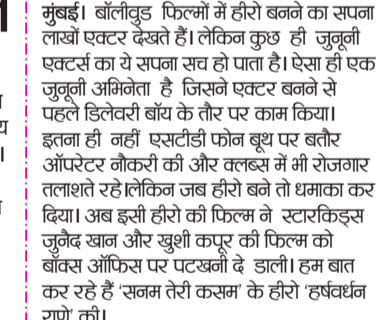 मुंबई। बॉलीवुड फिल्मों में हीरो बनने का सपना
लाखों एक्टर देखते हैं। लेकिन कुछ ही जुनूनी
एक्टर्स का ये सपना सच हो पाता है। ऐसा ही एक
जुनूनी अभिनेता है जिसने एक्टर बनने से
पहले डिलेवरी बॉय के तौर पर काम किया।
इतना ही नहीं एसटीडी फोन बूथ पर बतौर
ऑपरेटर नौकरी की और क्लब्स में भी रोजगार
तलाशते रहे।लेकिन जब हीरो बने तो धमाका कर
दिया। अब इसी हीरो की फिल्म ने स्टारकिड्स
जुनैद खान और खुशी कपूर की फिल्म को
बॉक्स ऑफिस पर पटखनी दे डाली। हम बात
कर रहे हैं 'सनम तेरी कसम' के हीरो 'हर्षवर्धन
राणे' की।